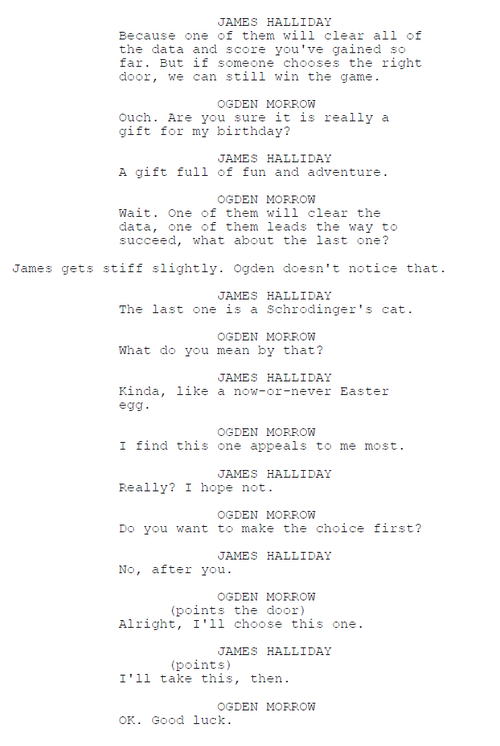 JAMES HALLIDAY
Because one of them will clear all of
the data and score you've gained so
far. But if someone chooses the right
door, we can still win the game.
OGDEN MORROW
Ouch. Are you sure it is really a
gift for my birthday?
JAMES HALLIDAY
A gift full of fun and adventure.
OGDEN MORROW
Wait. One of them will clear the
data, one of them leads the way to
succeed, what about the last one?
James gets stiff slightly. Ogden doesn't notice that.
JAMES HALLIDAY
The last one is a Schrodinger's cat.
OGDEN MORROW
What do you mean by that?
JAMES HALLIDAY
Kinda, like a now-or-never Easter
egg.
OGDEN MORROW
I find this one appeals to me most.
JAMES HALLIDAY
Really? I hope not.
OGDEN MORROW
Do you want to make the choice first?
JAMES HALLIDAY
No, after you.
OGDEN MORROW
(points the door)
Alright, I'll choose this one.
JAMES HALLIDAY
(points)
I'll take this, then.
OGDEN MORROW
OK. Good luck.